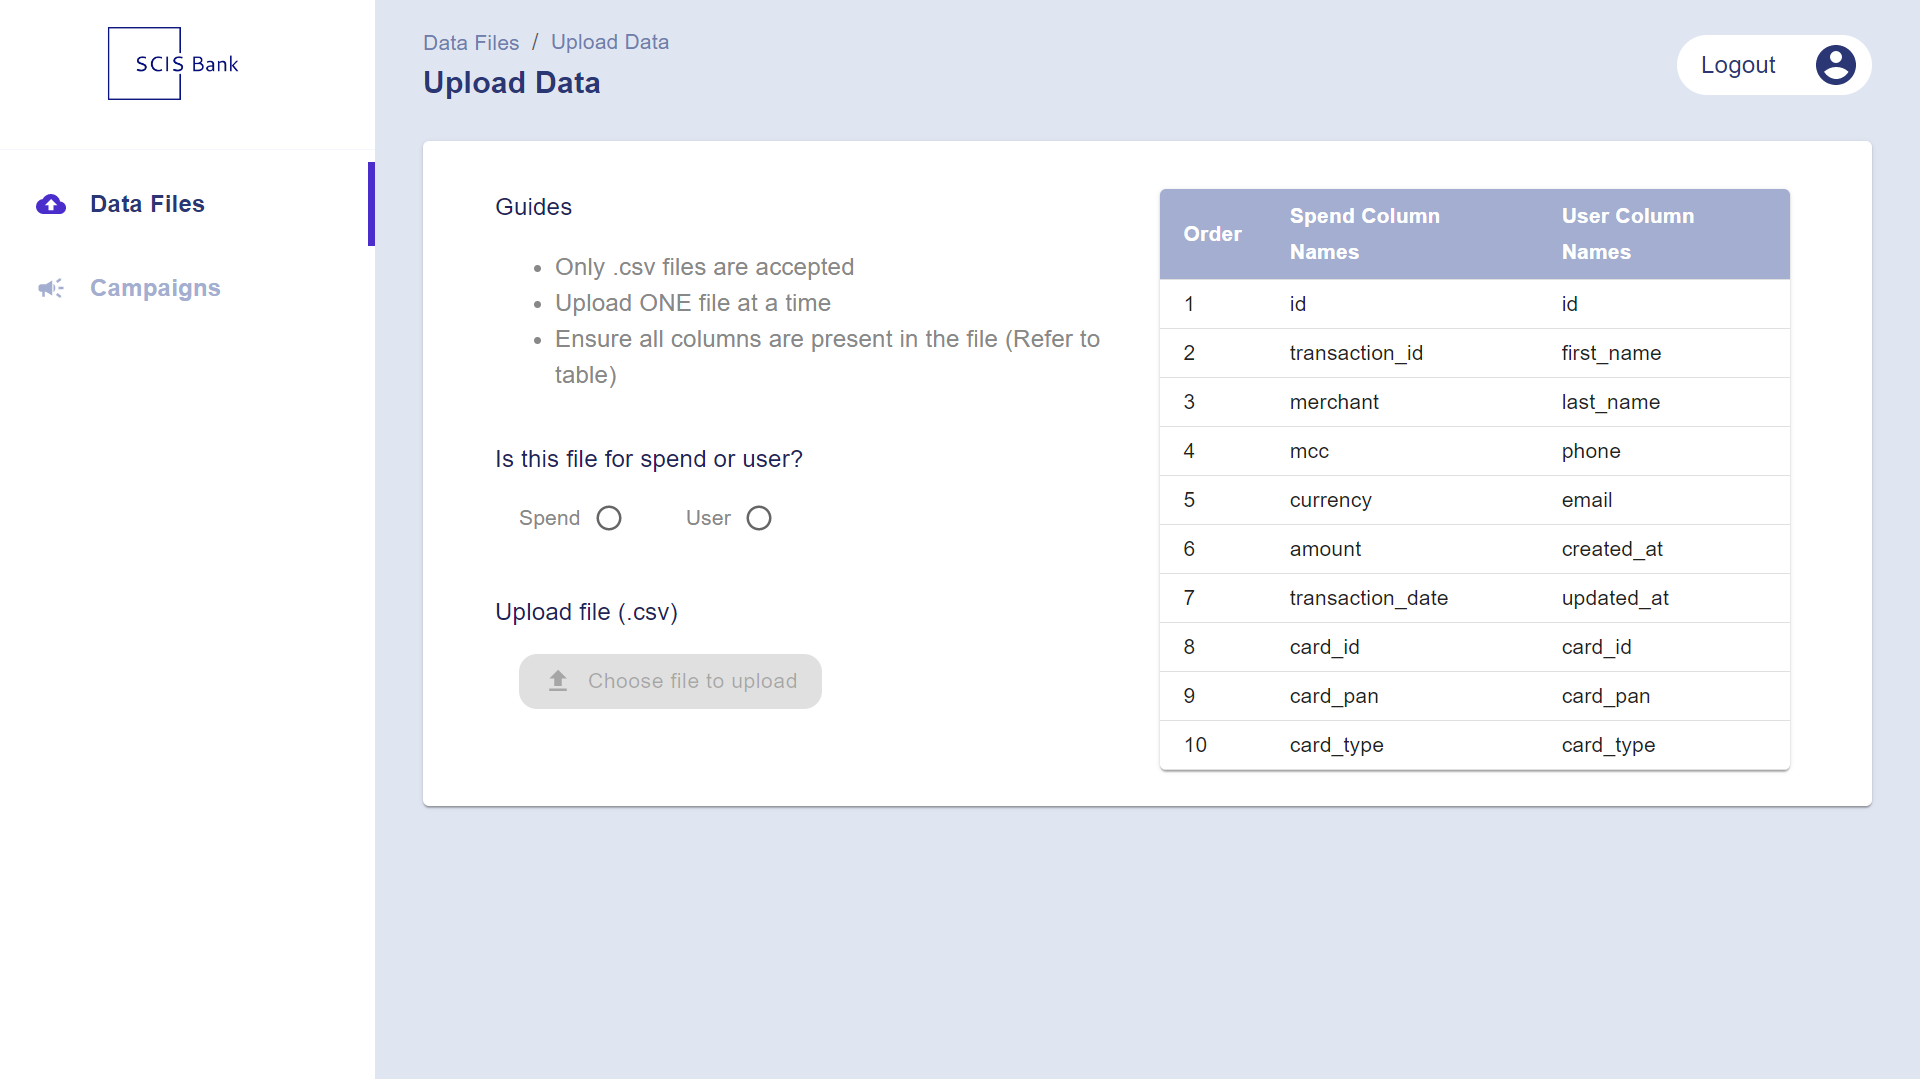 SCIS Bank
Data Files
Campaigns
Data Files / Upload Data
Upload Data
Logout
Guides
Only .csv files are accepted
Upload ONE file at a time
Ensure all columns are present in the file (Refer to
table)
Is this file for spend or user?
Spend User
Upload file (.csv)
Choose file to upload
Order Spend Column Names User Column Names
1 id id
2 transaction_id first_name
3 merchant last_name
4 mcc phone
5 currency email
6 amount created_at
7 transaction_date updated_at
8 card_id card_id
9 card_pan card_pan
10 card_type card_type